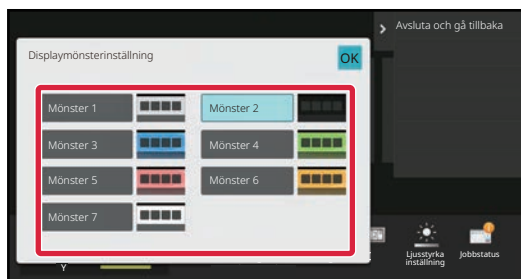 Avsluta och gå tillbaka
Displaymönsterinställning
OK
Mönster 1
Mönster 2
Mönster 3
Mönster 4
Mönster 5
Mönster 6
Mönster 7
Y
Ljusstyrka
inställning
Jobbstatus